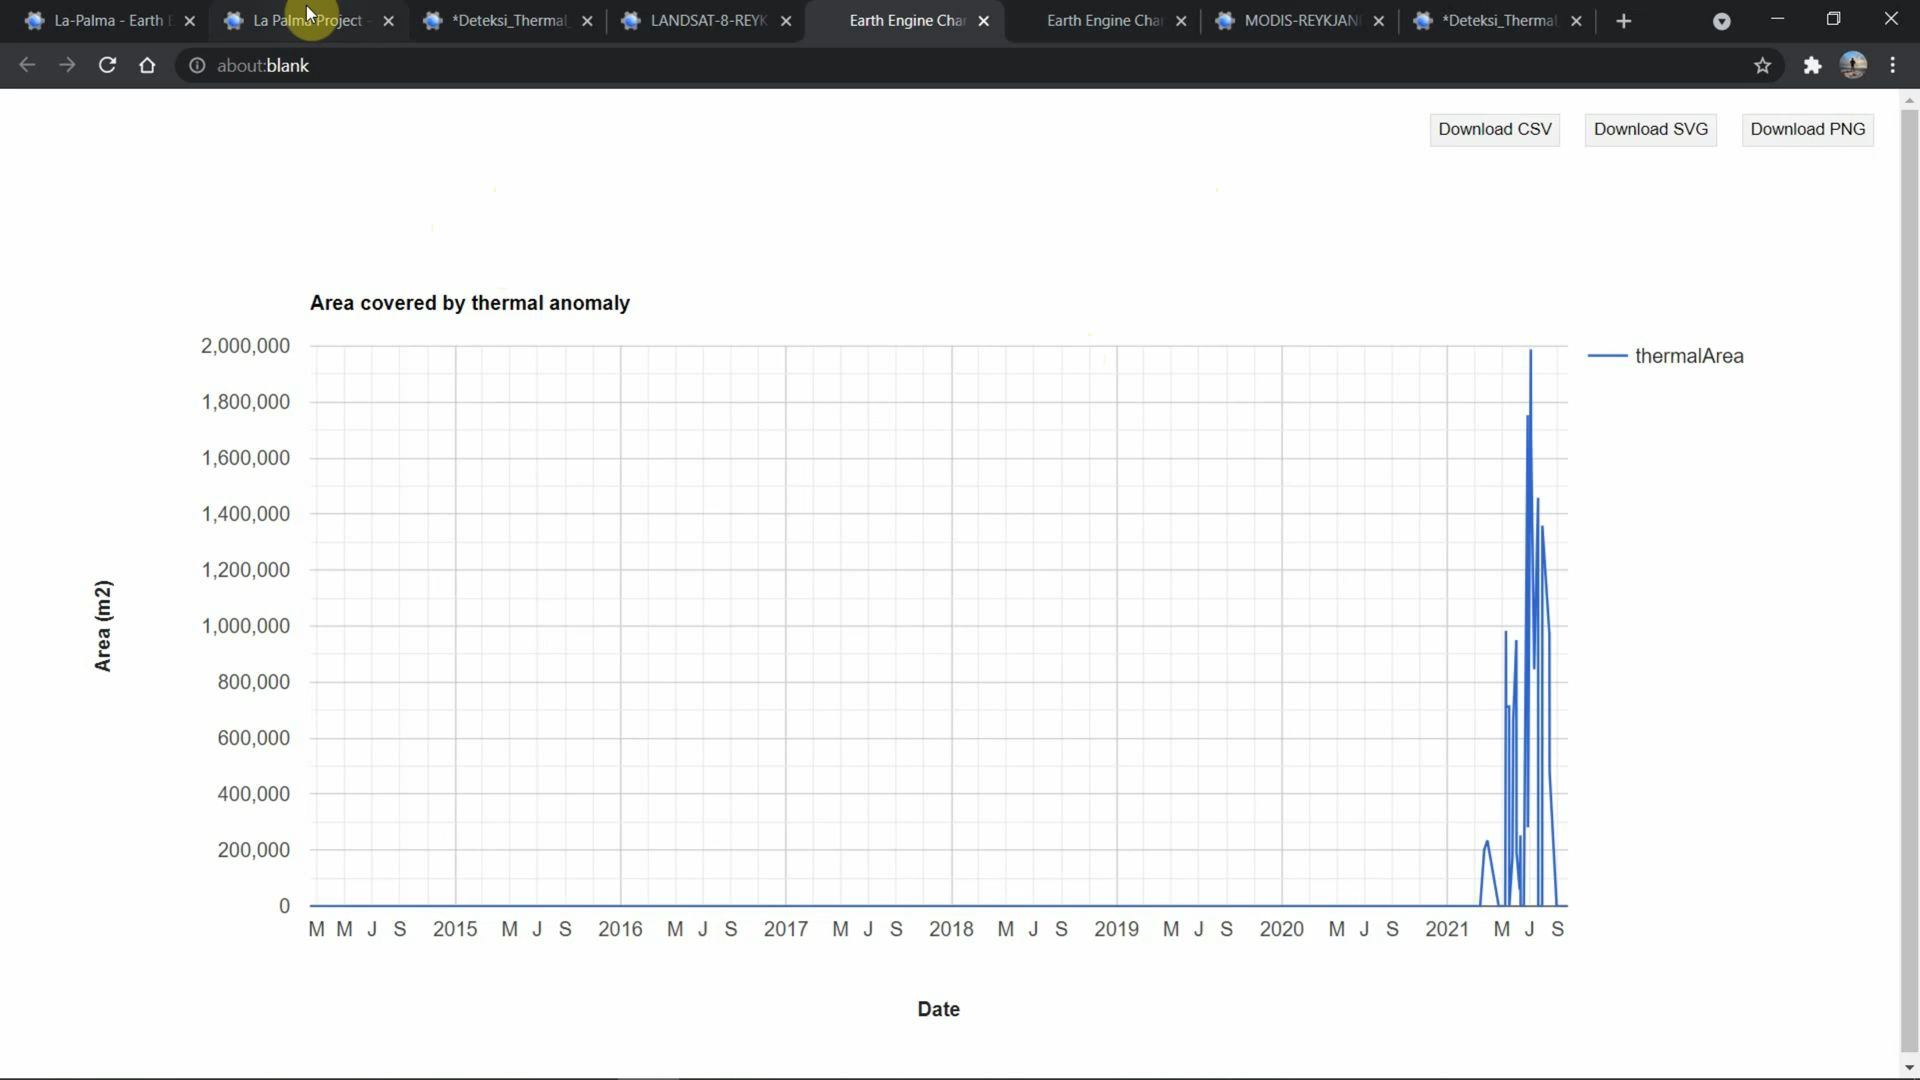 La-Palma - Earth E
La Palma Project -
*Deteksi_Thermal_
LANDSAT-8-REYK
Earth Engine Char
Earth Engine Char
MODIS-REYKJANE
*Deteksi_Thermal_
about:blank
Download CSV
Download SVG
Download PNG
Area covered by thermal anomaly
thermalArea
2,000,000
1,800,000
1,600,000
1,400,000
1,200,000
1,000,000
800,000
600,000
400,000
200,000
0
Area (m2)
M M J S 2015 M J S 2016 M J S 2017 M J S 2018 M J S 2019 M J S 2020 M J S 2021 M J S
Date